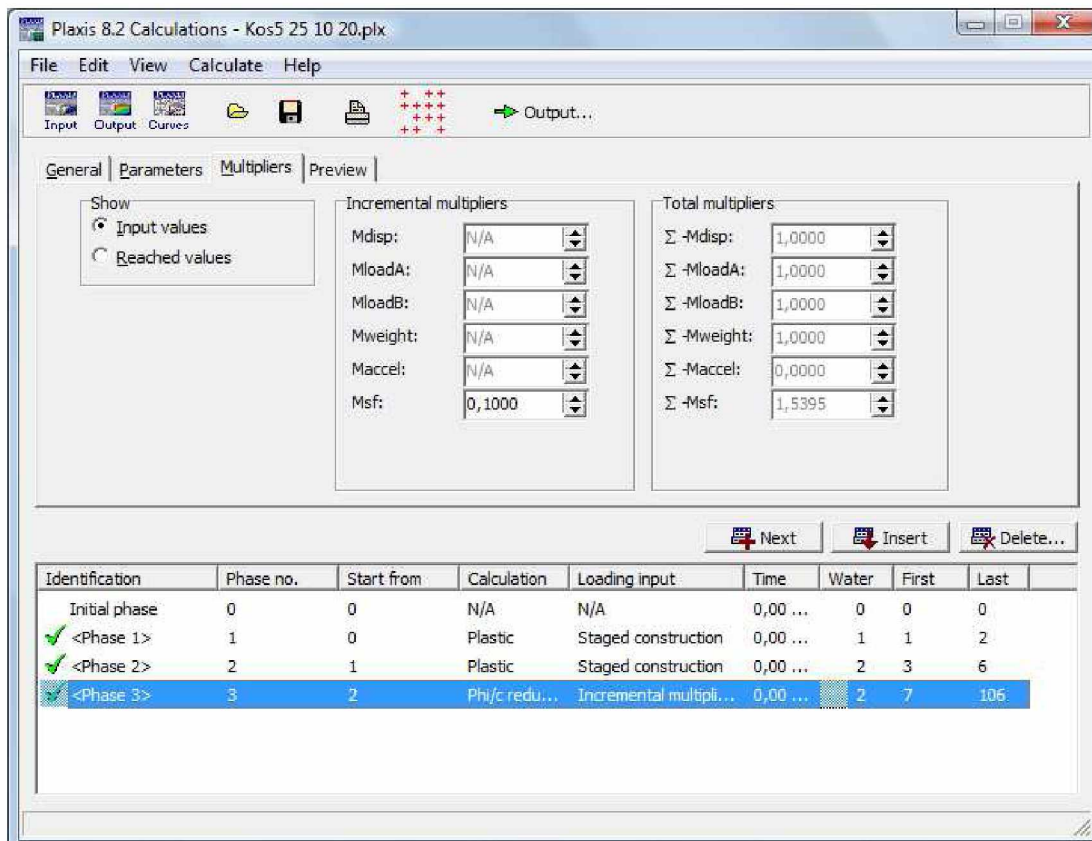 Plaxis 8.2 Calculations - Kos5 25 10 20.plx
File Edit View Calculate Help
Input Output Curves Output...
General Parameters Multipliers Preview
Show
Input values
Reached values
Incremental multipliers
Mdisp: N/A
MloadA: N/A
MloadB: N/A
Mweight: N/A
Maccel: N/A
Msf: 0,1000
Total multipliers
Σ -Mdisp: 1,0000
Σ -MloadA: 1,0000
Σ -MloadB: 1,0000
Σ -Mweight: 1,0000
Σ -Maccel: 0,0000
Σ -Msf: 1,5395
Next Insert Delete...
Identification Phase no. Start from Calculation Loading input Time Water First Last
Initial phase 0 0 N/A N/A 0,00 ... 0 0 0
<Phase 1> 1 0 Plastic Staged construction 0,00 ... 1 1 2
<Phase 2> 2 1 Plastic Staged construction 0,00 ... 2 3 6
<Phase 3> 3 2 Phi/c redu... Incremental multipli... 0,00 ... 2 7 106